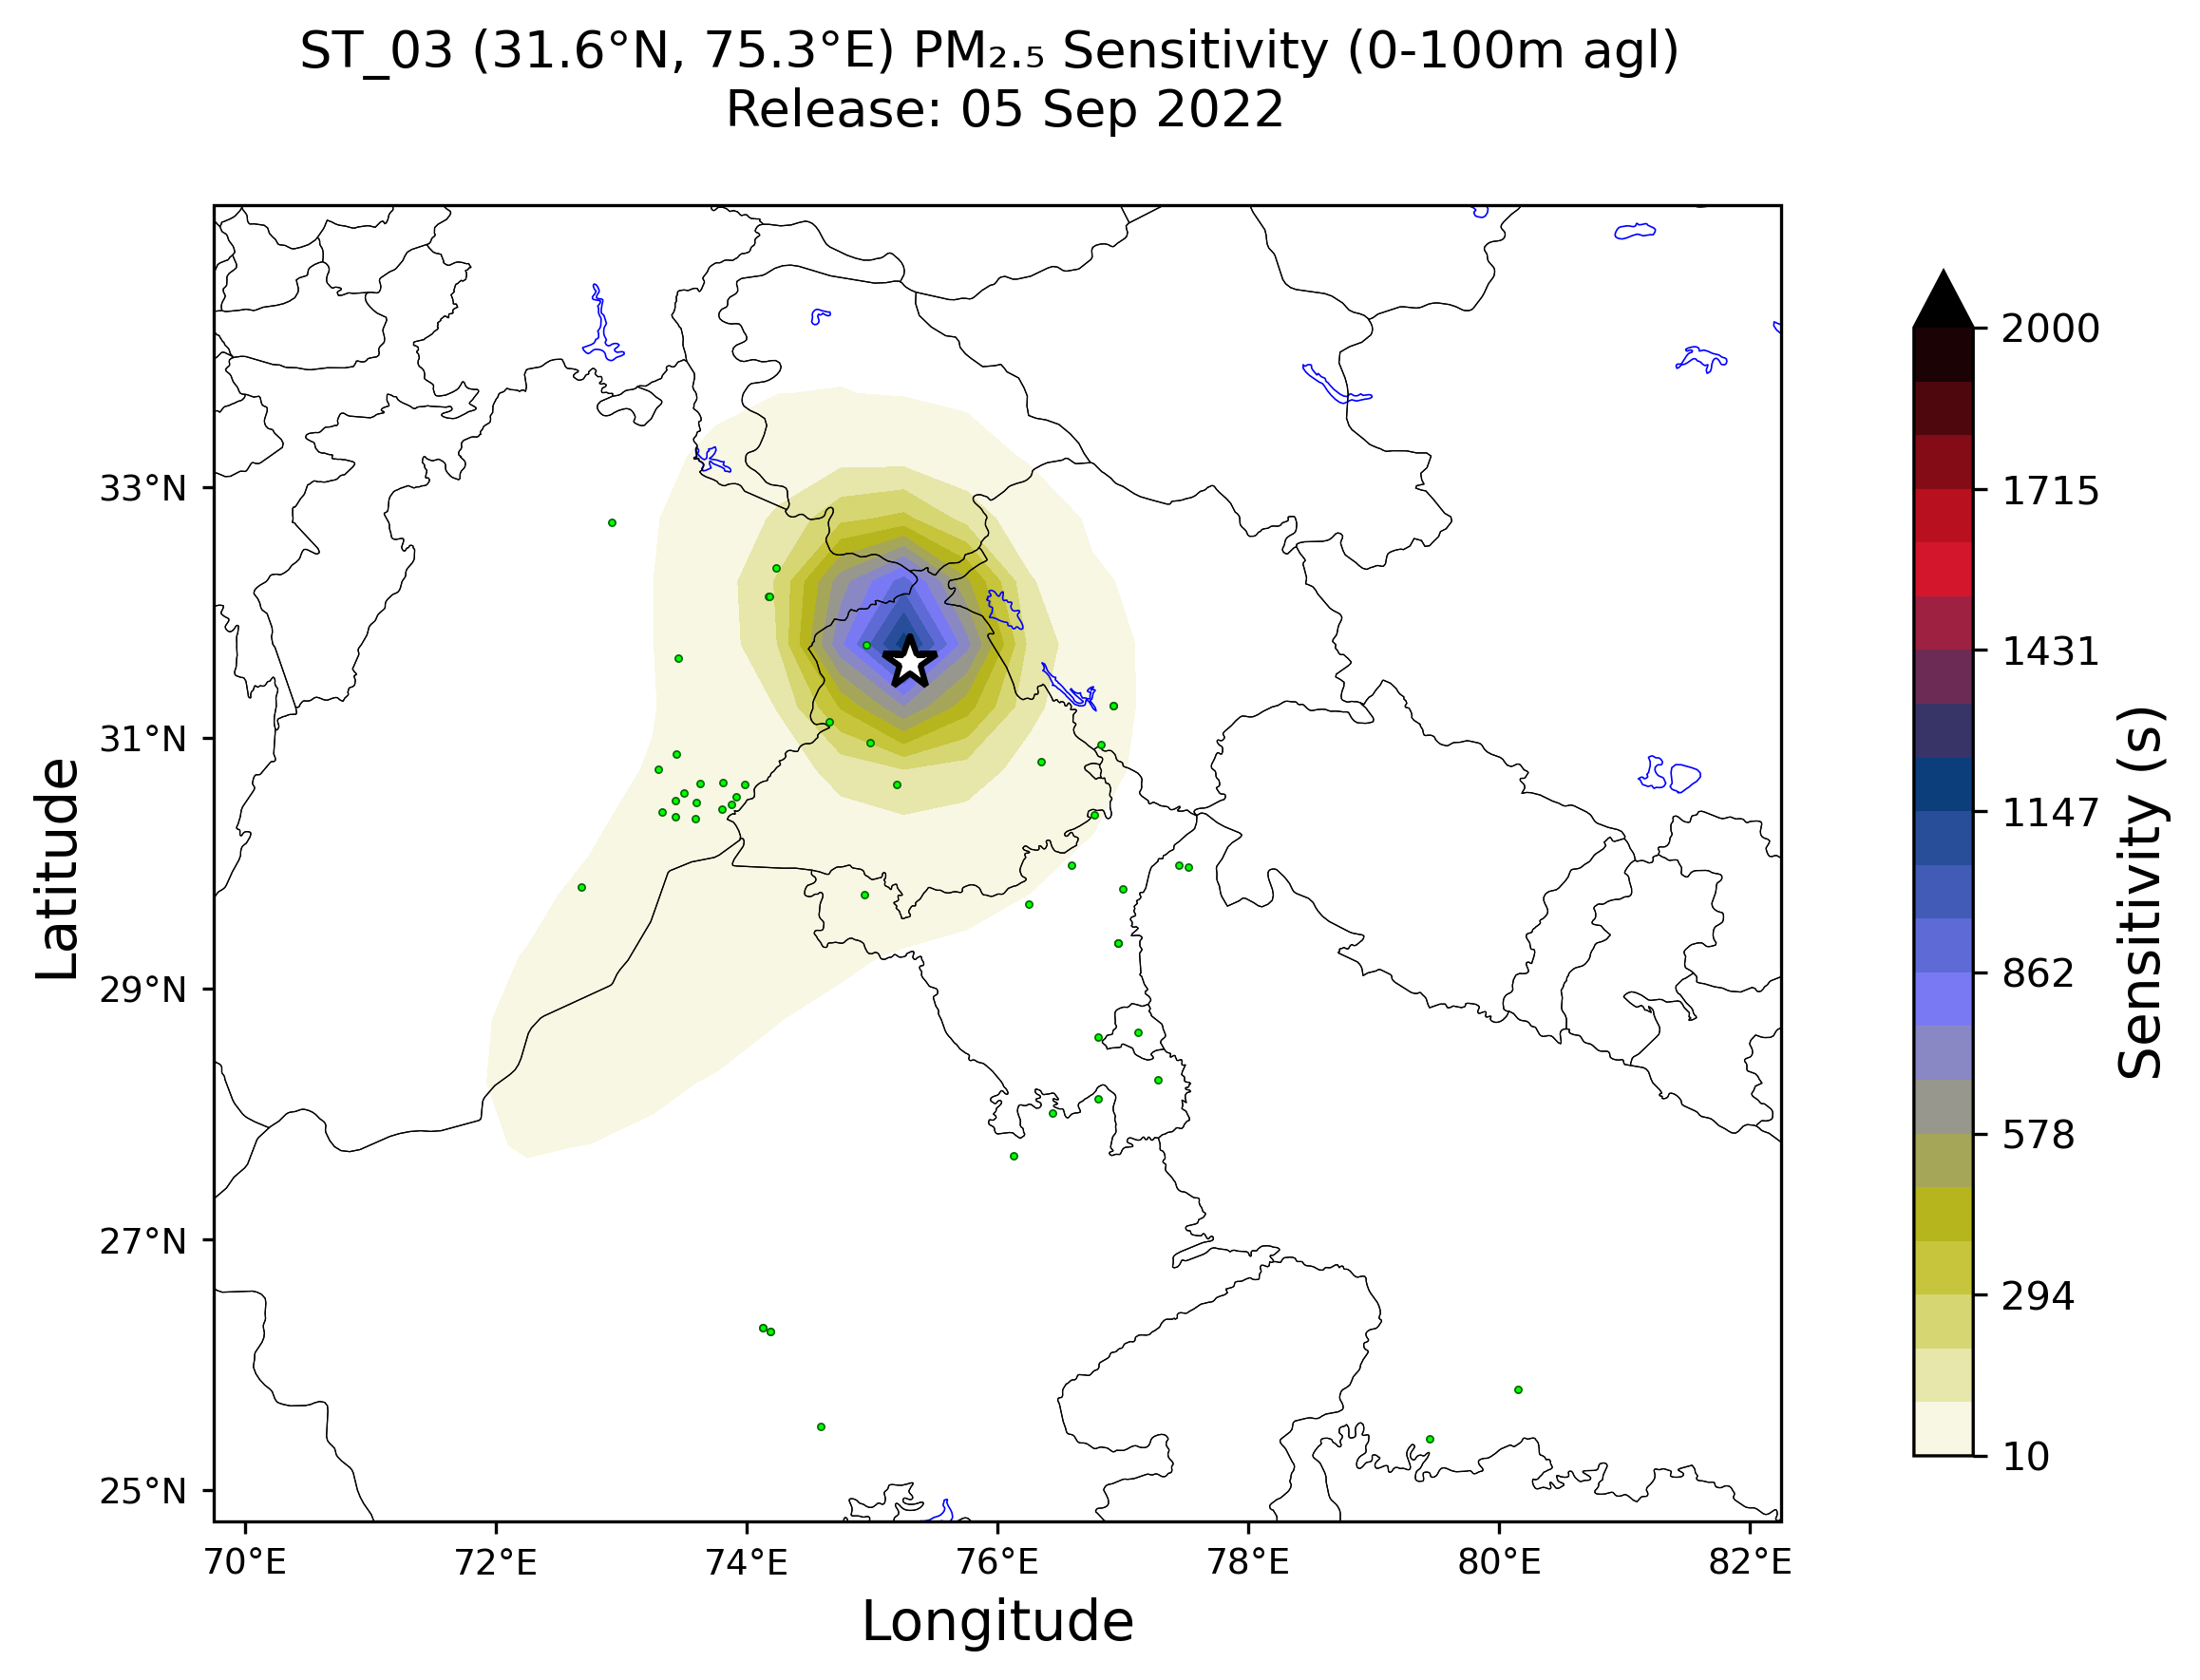 ST_03 (31.6°N, 75.3°E) PM₂.₅ Sensitivity (0-100m agl)
Release: 05 Sep 2022
33°N
31°N
29°N
27°N
25°N
Latitude
70°E 72°E 74°E 76°E 78°E 80°E 82°E
Longitude
2000
1715
1431
1147
862
578
294
10
Sensitivity (s)